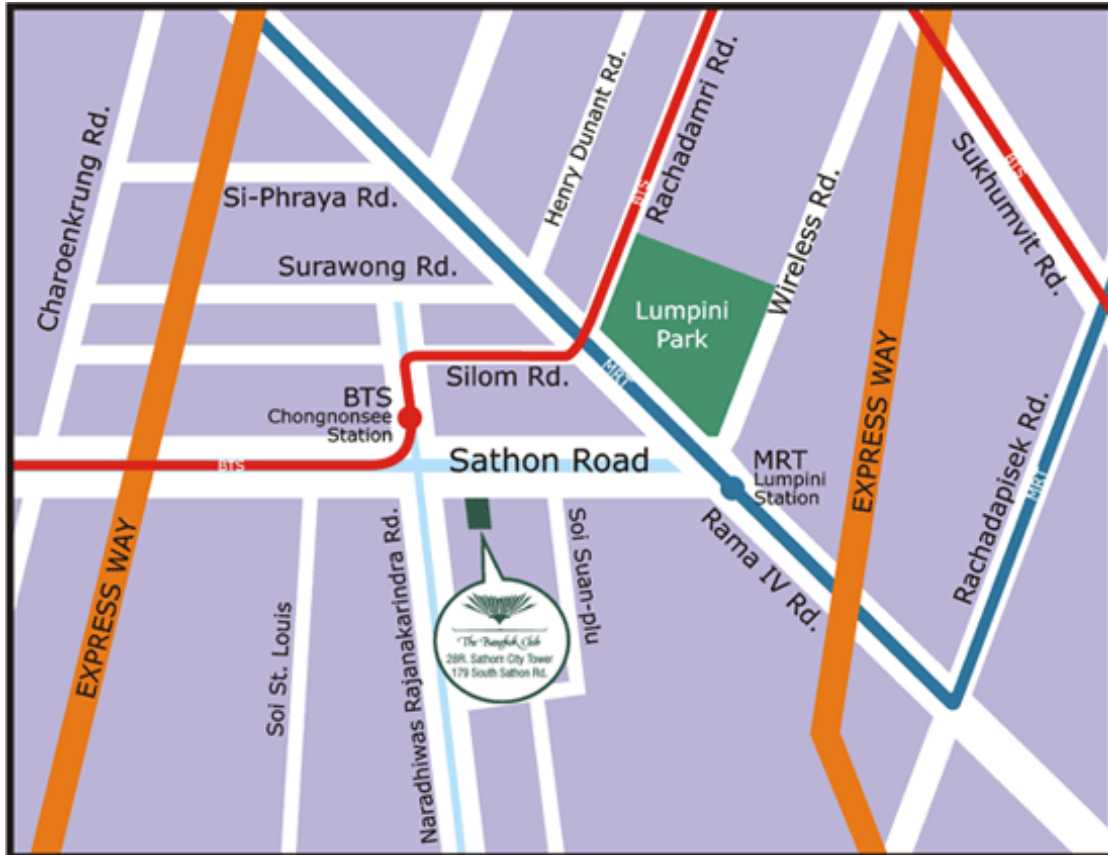 Charoenkrung Rd.
Si-Phraya Rd.
Surawong Rd.
Henry Dunant Rd.
BTS
Rachadamri Rd.
Wireless Rd.
BTS
Sukhumvit Rd.
Lumpini
Park
MRT
Silom Rd.
BTS
Chongnonsee
Station
BTS
Sathon Road
MRT
Lumpini
Station
EXPRESS WAY
Rachadapisek Rd.
MRT
Rama IV Rd.
EXPRESS WAY
Soi St. Louis
Naradhiwas Rajanakarindra Rd.
Soi Suan-plu
The Bangkok Club
28R. Sathorn City Tower
179 South Sathon Rd.